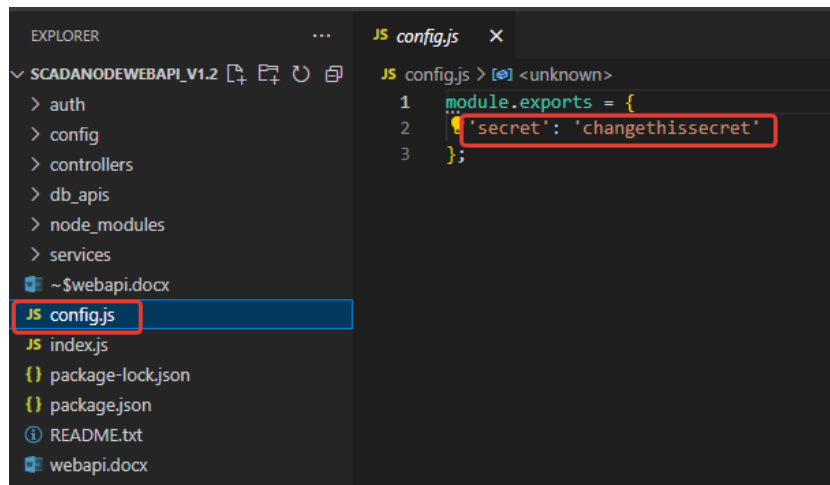 EXPLORER ...
SCADANODEWEBAPI_V1.2
auth
config
controllers
db_apis
node_modules
services
~$webapi.docx
JS config.js
JS index.js
{} package-lock.json
{} package.json
README.txt
webapi.docx
JS config.js ×
JS config.js > <unknown>
1 module.exports = {
2 'secret': 'changethissecret'
3 };